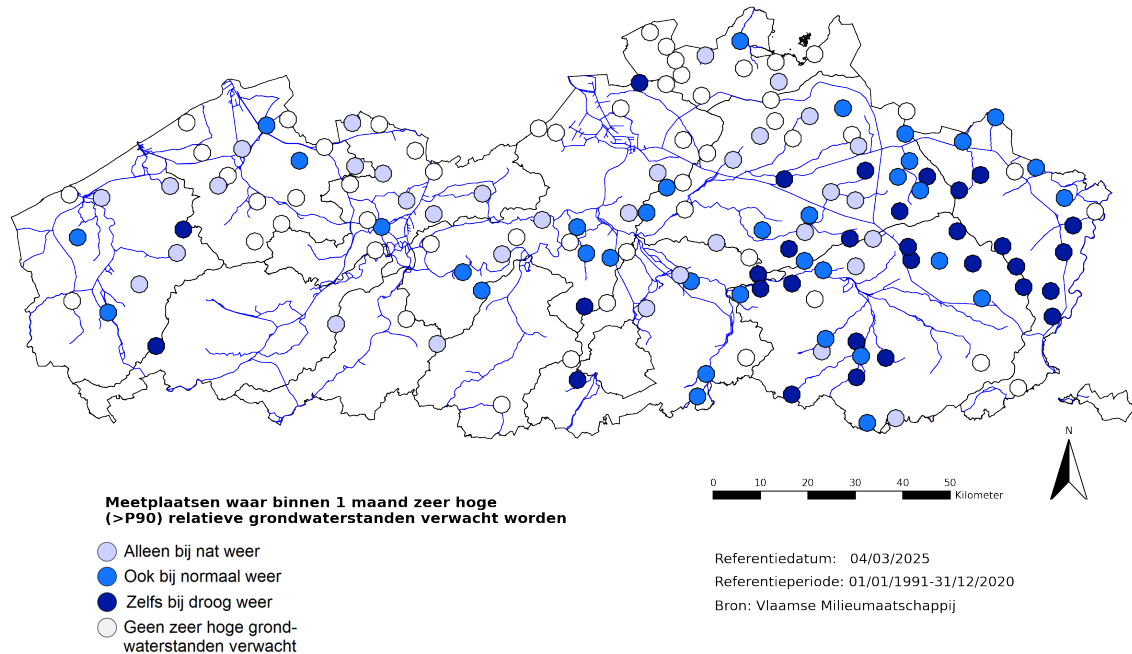 N
0 10 20 30 40 50
Kilometer
Meetplaatsen waar binnen 1 maand zeer hoge
(>P90) relatieve grondwaterstanden verwacht worden
Alleen bij nat weer
Ook bij normaal weer
Zelfs bij droog weer
Geen zeer hoge grond-
waterstanden verwacht
Referentiedatum: 04/03/2025
Referentieperiode: 01/01/1991-31/12/2020
Bron: Vlaamse Milieumaatschappij